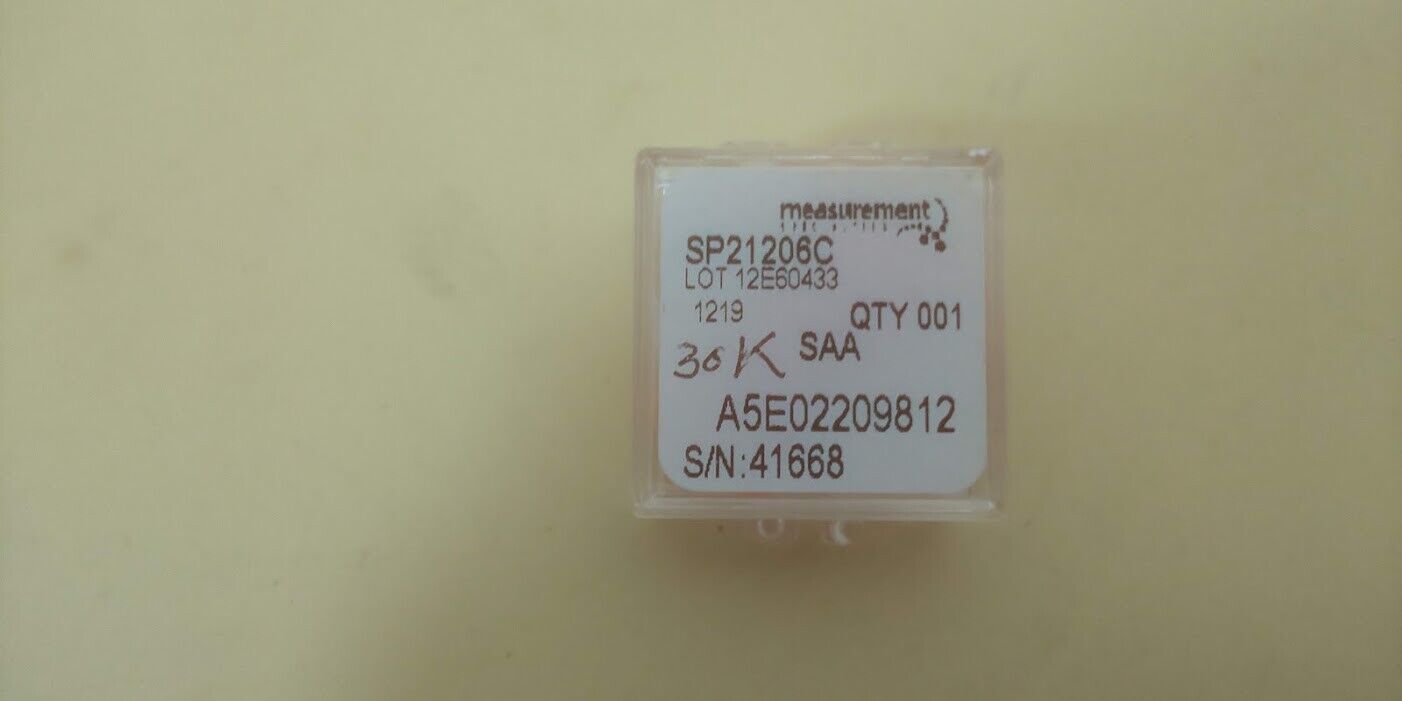 measurement
SP21206C
LOT 12E60433
1219 QTY 001
30K SAA
A5E02209812
S/N:41668